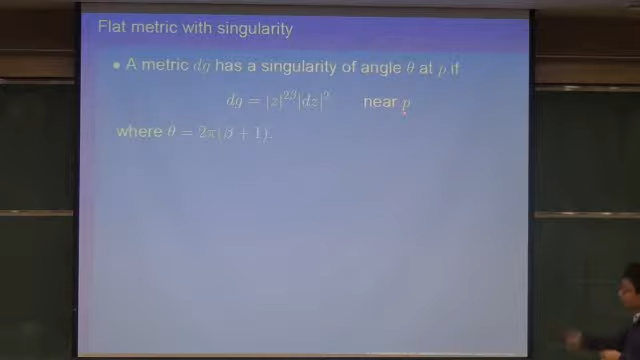 Flat metric with singularity
• A metric dg has a singularity of angle θ at p if
dg = |z|^{2β}|dz|^2 near p
where θ = 2π(β + 1).